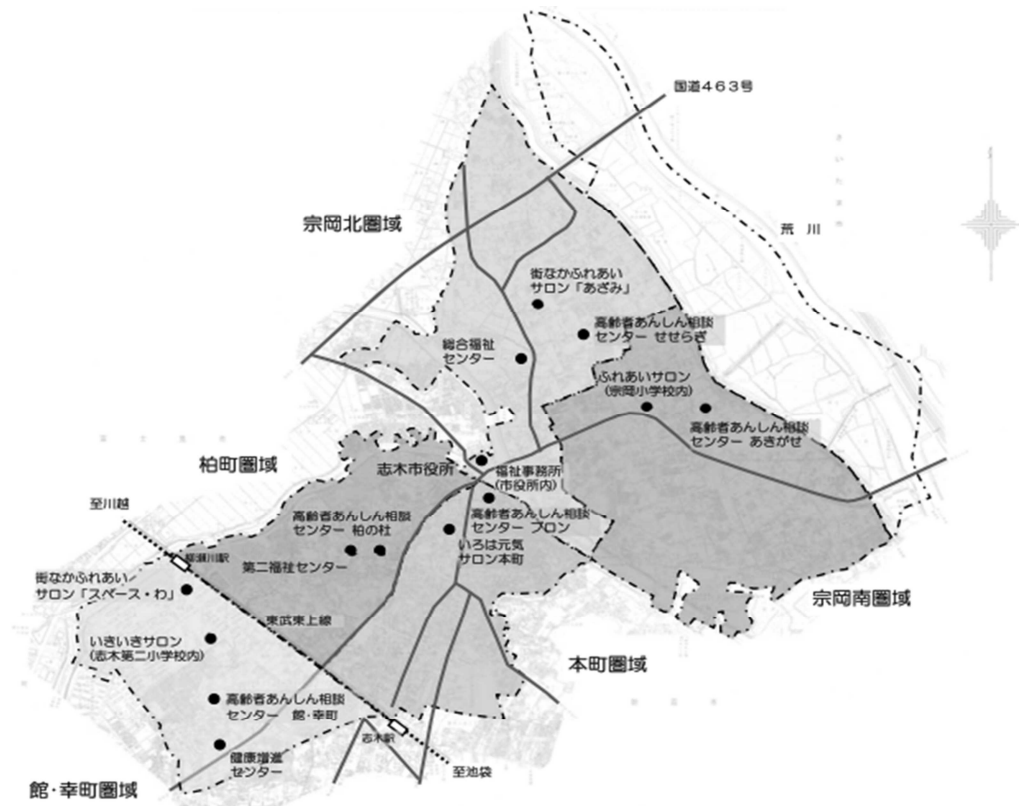 国道４６３号
荒 川
宗岡北圏域
街なかふれあい
サロン「あざみ」
高齢者あんしん相談
センター せせらぎ
総合福祉
センター
ふれあいサロン
(宗岡小学校内)
高齢者あんしん相談
センター あきがせ
柏町圏域
志木市役所
福祉事務所
(市役所内)
至川越
高齢者あんしん相談
センター 柏の杜
高齢者あんしん相談
センター ブロン
いろは元気
サロン本町
柳瀬川駅
第二福祉センター
街なかふれあい
サロン「スペース・わ」
宗岡南圏域
東武東上線
いきいきサロン
(志木第二小学校内)
本町圏域
高齢者あんしん相談
センター 館・幸町
志木駅
健康増進
センター
至池袋
館・幸町圏域